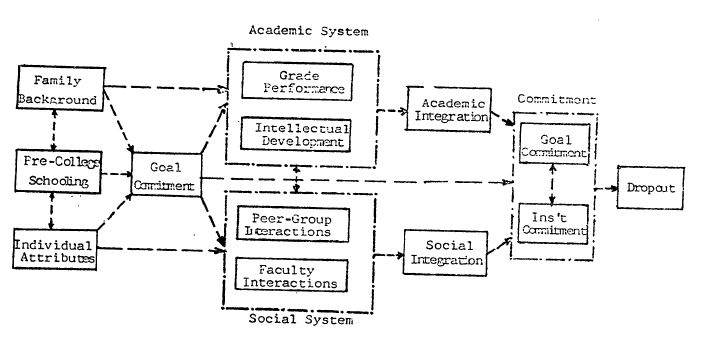 Academic System
Family
Background
Pre-College
Schooling
Individual
Attributes
Goal
Commitment
Grade
Performance
Intellectual
Development
Peer-Group
Interactions
Faculty
Interactions
Social System
Academic
Integration
Social
Integration
Commitment
Goal
Commitment
Ins't
Commitment
Dropout